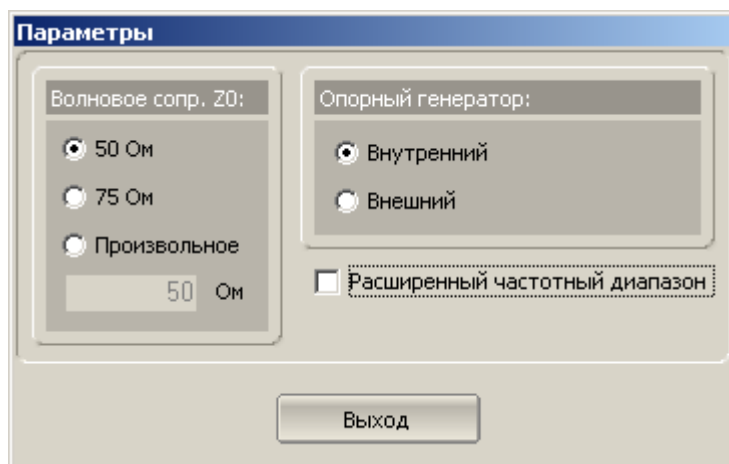 Параметры
Волновое сопр. Z0:
50 Ом
75 Ом
Произвольное
50 Ом
Опорный генератор:
Внутренний
Внешний
Расширенный частотный диапазон
Выход